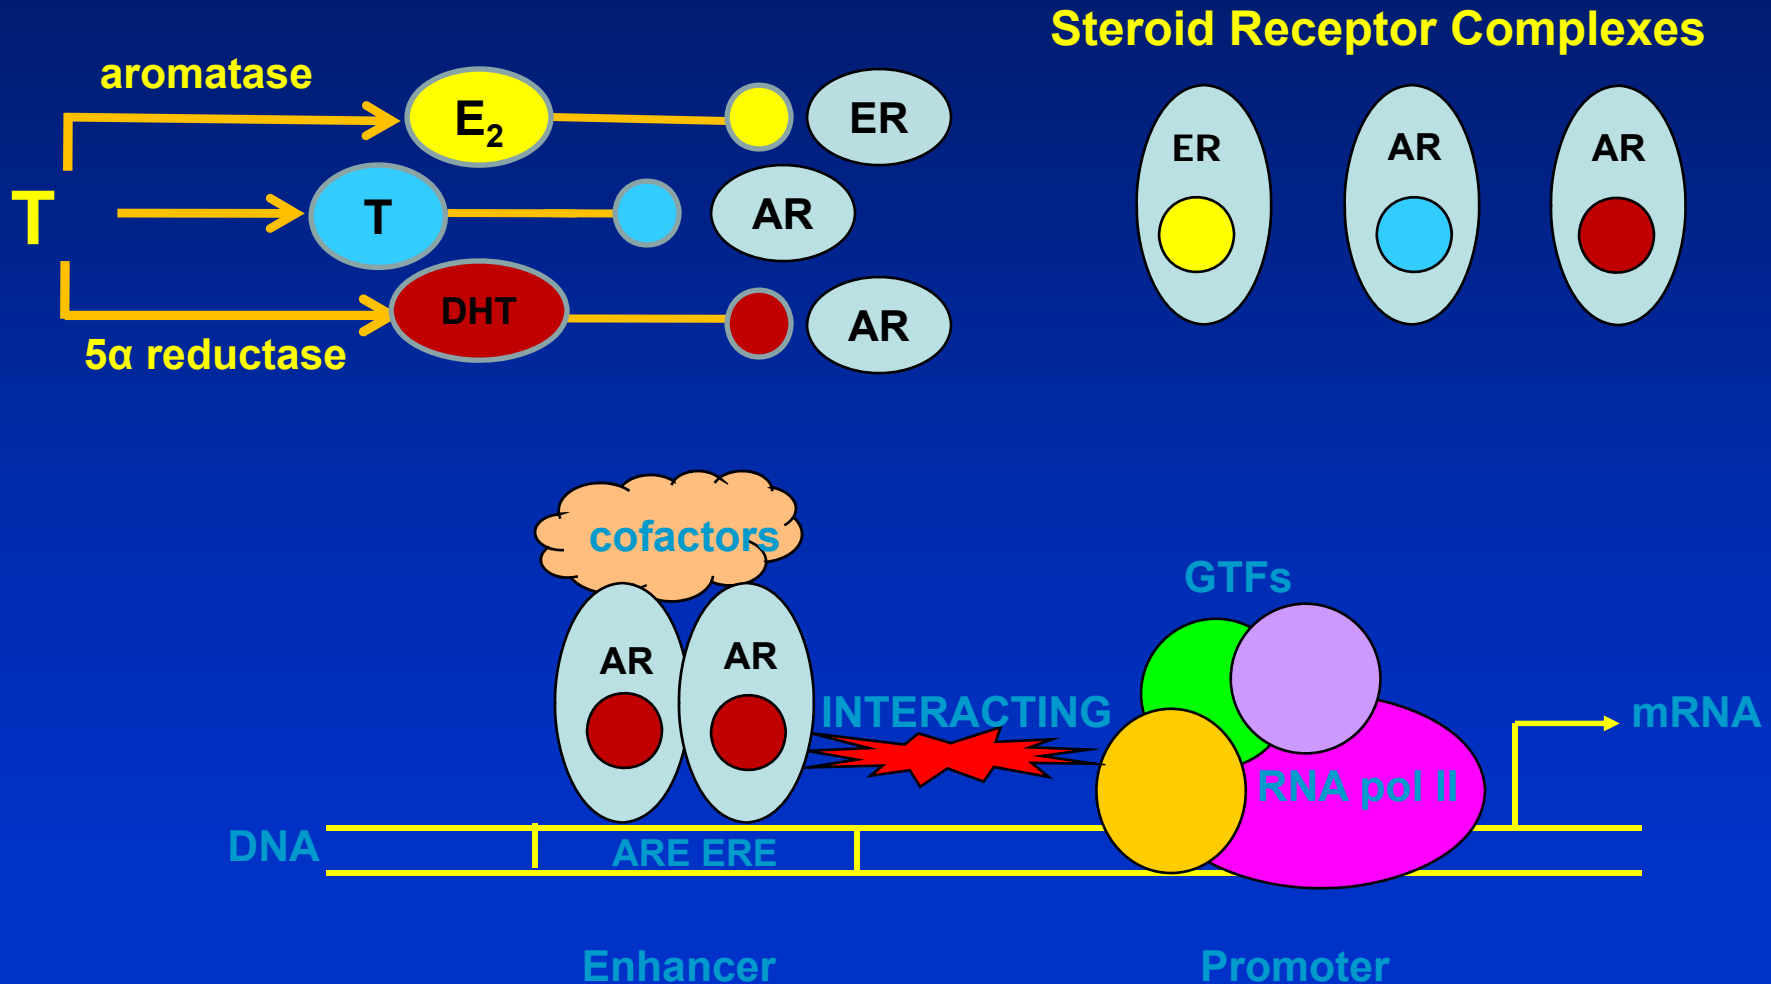 Steroid Receptor Complexes
aromatase
E₂
ER
T
T
AR
DHT
AR
5α reductase
ER
AR
AR
cofactors
GTFs
AR
AR
INTERACTING
mRNA
RNA pol II
DNA
ARE ERE
Enhancer
Promoter